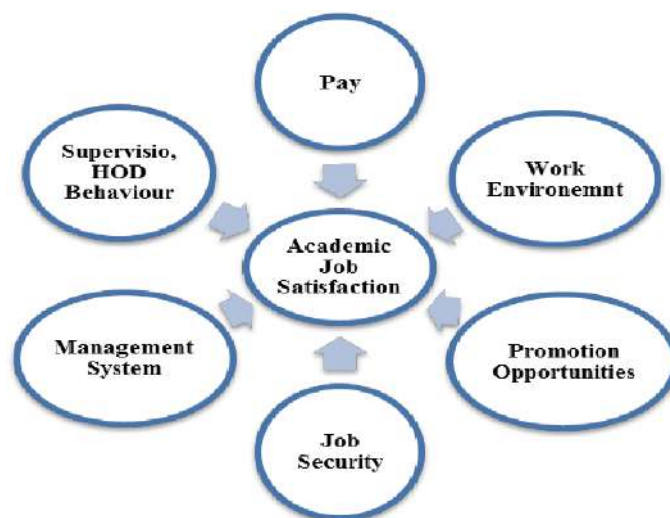 Pay
Supervisio,
HOD
Behaviour
Work
Environemnt
Academic
Job
Satisfaction
Management
System
Promotion
Opportunities
Job
Security